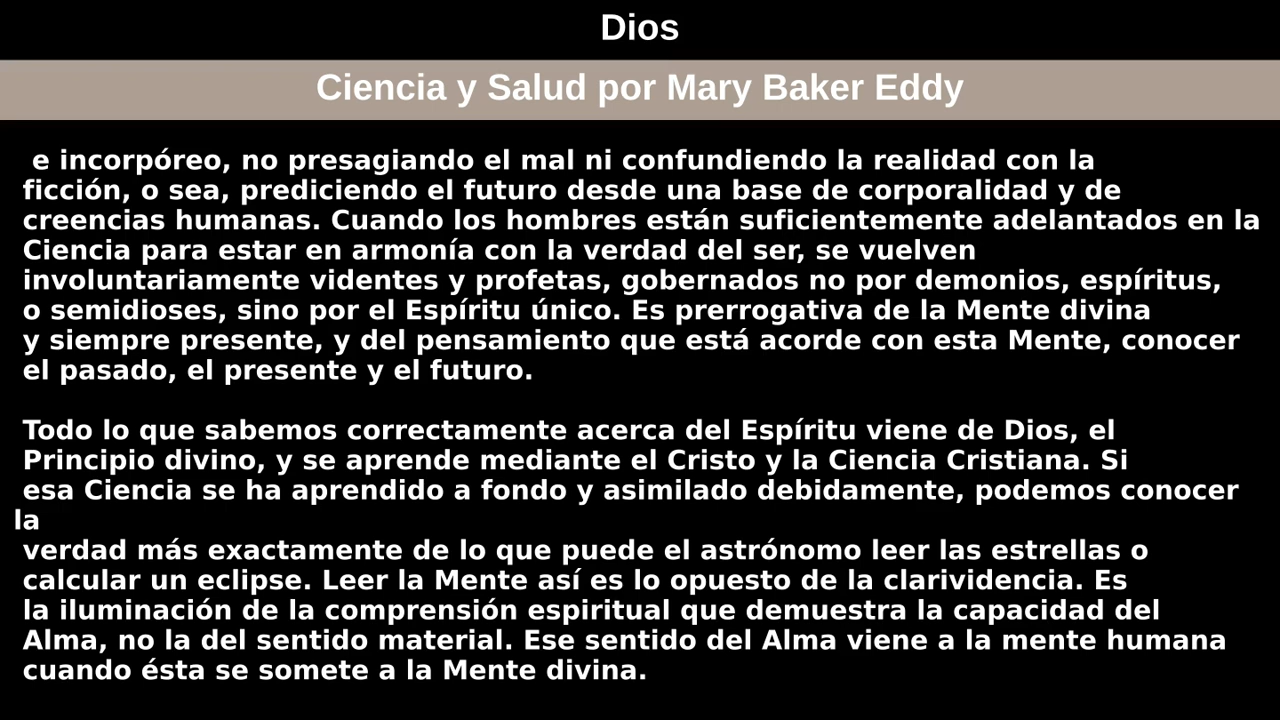 Dios
Ciencia y Salud por Mary Baker Eddy
e incorpóreo, no presagiando el mal ni confundiendo la realidad con la
ficción, o sea, prediciendo el futuro desde una base de corporalidad y de
creencias humanas. Cuando los hombres están suficientemente adelantados en la
Ciencia para estar en armonía con la verdad del ser, se vuelven
involuntariamente videntes y profetas, gobernados no por demonios, espíritus,
o semidioses, sino por el Espíritu único. Es prerrogativa de la Mente divina
y siempre presente, y del pensamiento que está acorde con esta Mente, conocer
el pasado, el presente y el futuro.
Todo lo que sabemos correctamente acerca del Espíritu viene de Dios, el
Principio divino, y se aprende mediante el Cristo y la Ciencia Cristiana. Si
esa Ciencia se ha aprendido a fondo y asimilado debidamente, podemos conocer
la
verdad más exactamente de lo que puede el astrónomo leer las estrellas o
calcular un eclipse. Leer la Mente así es lo opuesto de la clarividencia. Es
la iluminación de la comprensión espiritual que demuestra la capacidad del
Alma, no la del sentido material. Ese sentido del Alma viene a la mente humana
cuando ésta se somete a la Mente divina.